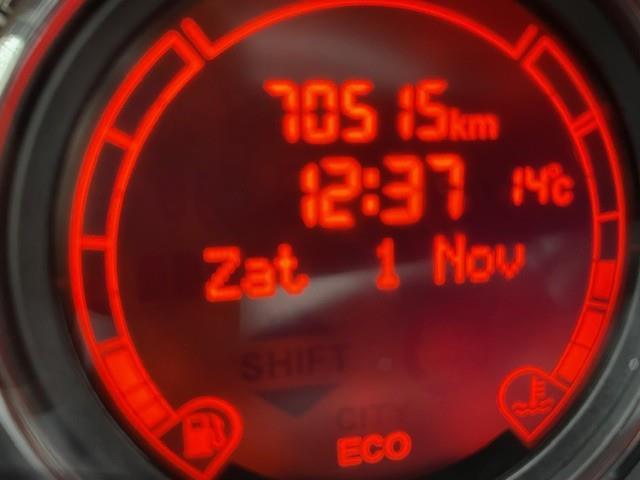 70515km
12:37 14°C
Zat 1 Nov
SHIFT
CITY
ECO